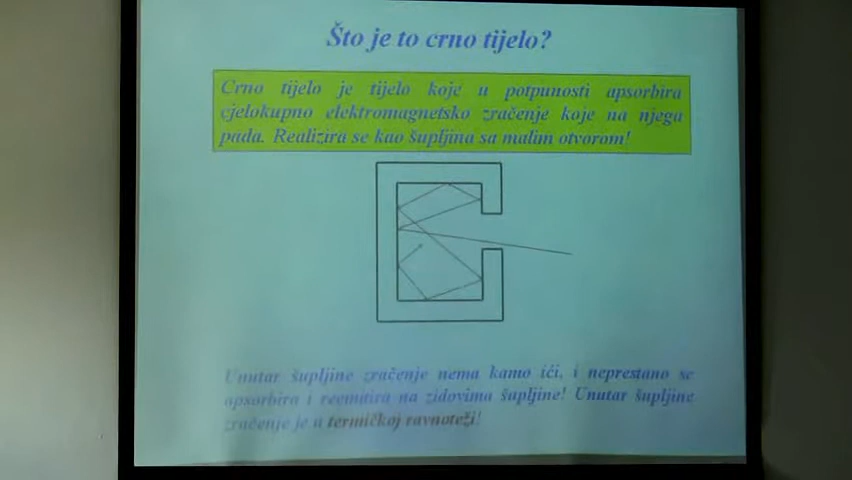 Što je to crno tijelo?
Crno tijelo je tijelo koje u potpunosti apsorbira
cjelokupno elektromagnetsko zračenje koje na njega
pada. Realizira se kao šupljina sa malim otvorom!
Unutar šupljine zračenje nema kamo ići, i neprestano se
apsorbira i reemitira na zidovima šupljine! Unutar šupljine
zračenje je u termičkoj ravnoteži!